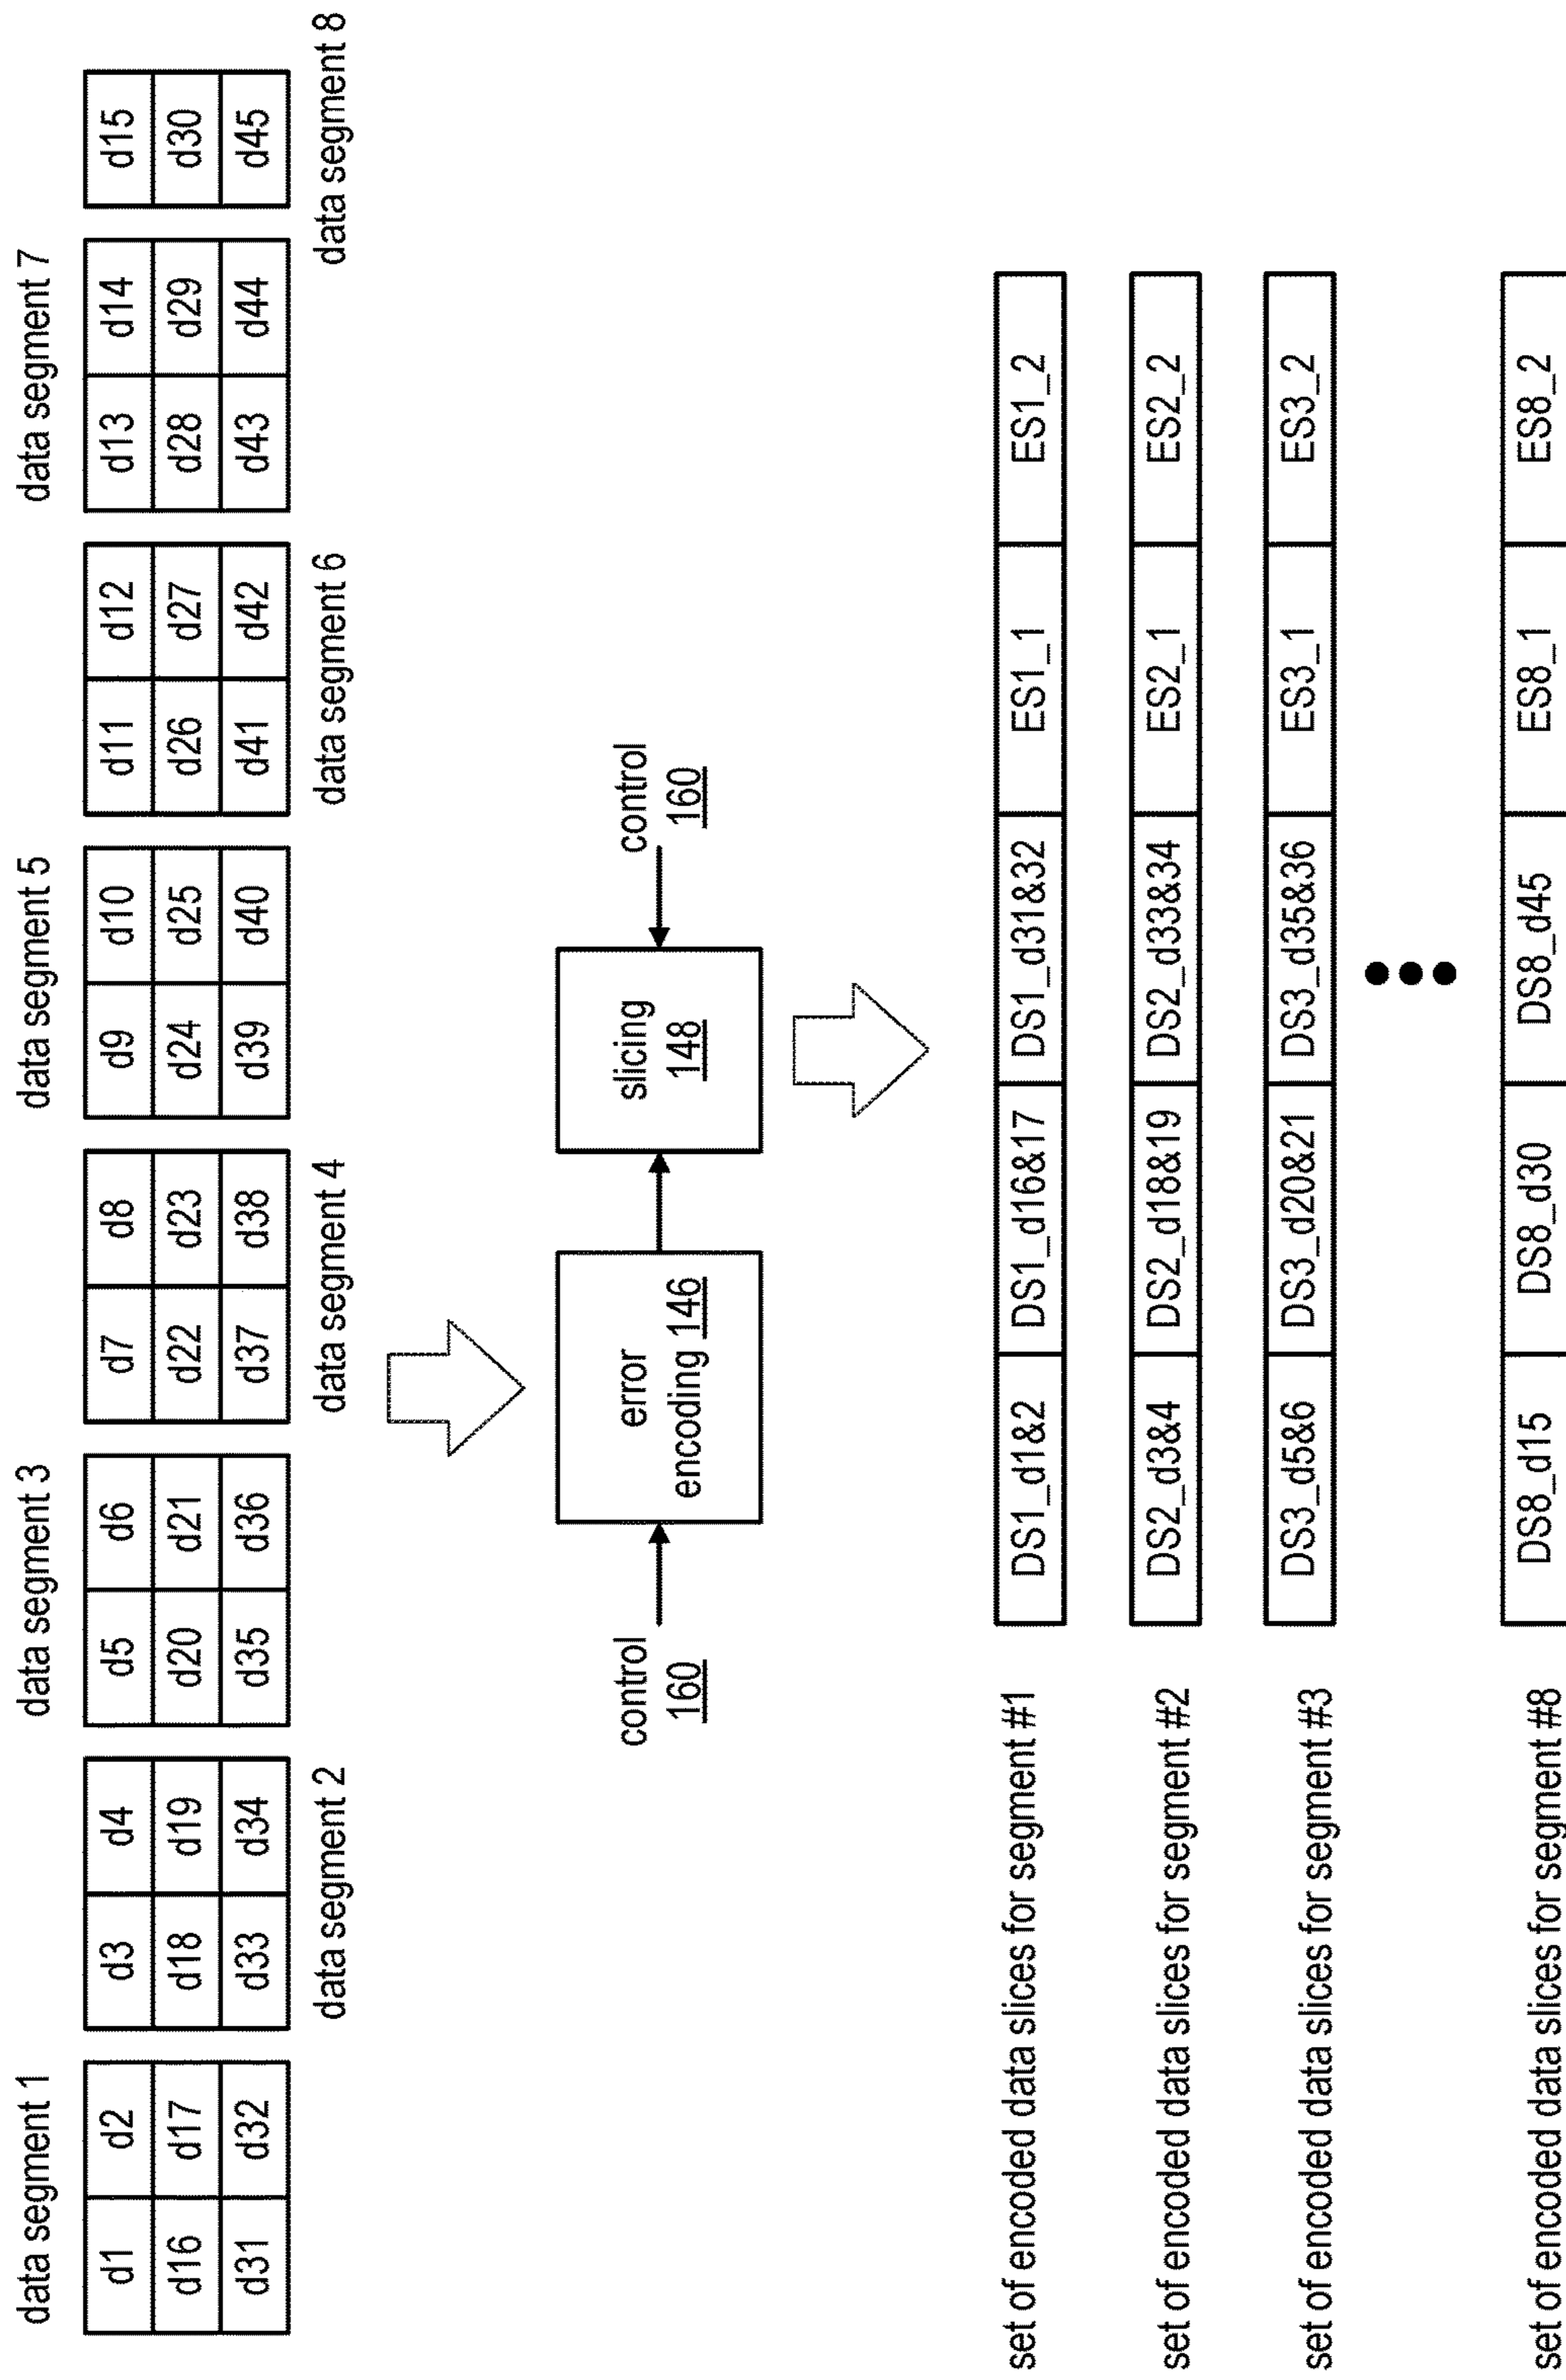 data segment 1 data segment 3 data segment 5 data segment 7
d1 d2 d3 d4 d5 d6 d7 d8 d9 d10 d11 d12 d13 d14 d15
d16 d17 d18 d19 d20 d21 d22 d23 d24 d25 d26 d27 d28 d29 d30
d31 d32 d33 d34 d35 d36 d37 d38 d39 d40 d41 d42 d43 d44 d45
data segment 2 data segment 4 data segment 6 data segment 8
control
160
error
encoding 146
slicing
148
control
160
set of encoded data slices for segment #1 DS1_d1&2 DS1_d16&17 DS1_d31&32 ES1_1 ES1_2
set of encoded data slices for segment #2 DS2_d3&4 DS2_d18&19 DS2_d33&34 ES2_1 ES2_2
set of encoded data slices for segment #3 DS3_d5&6 DS3_d20&21 DS3_d35&36 ES3_1 ES3_2
set of encoded data slices for segment #8 DS8_d15 DS8_d30 DS8_d45 ES8_1 ES8_2